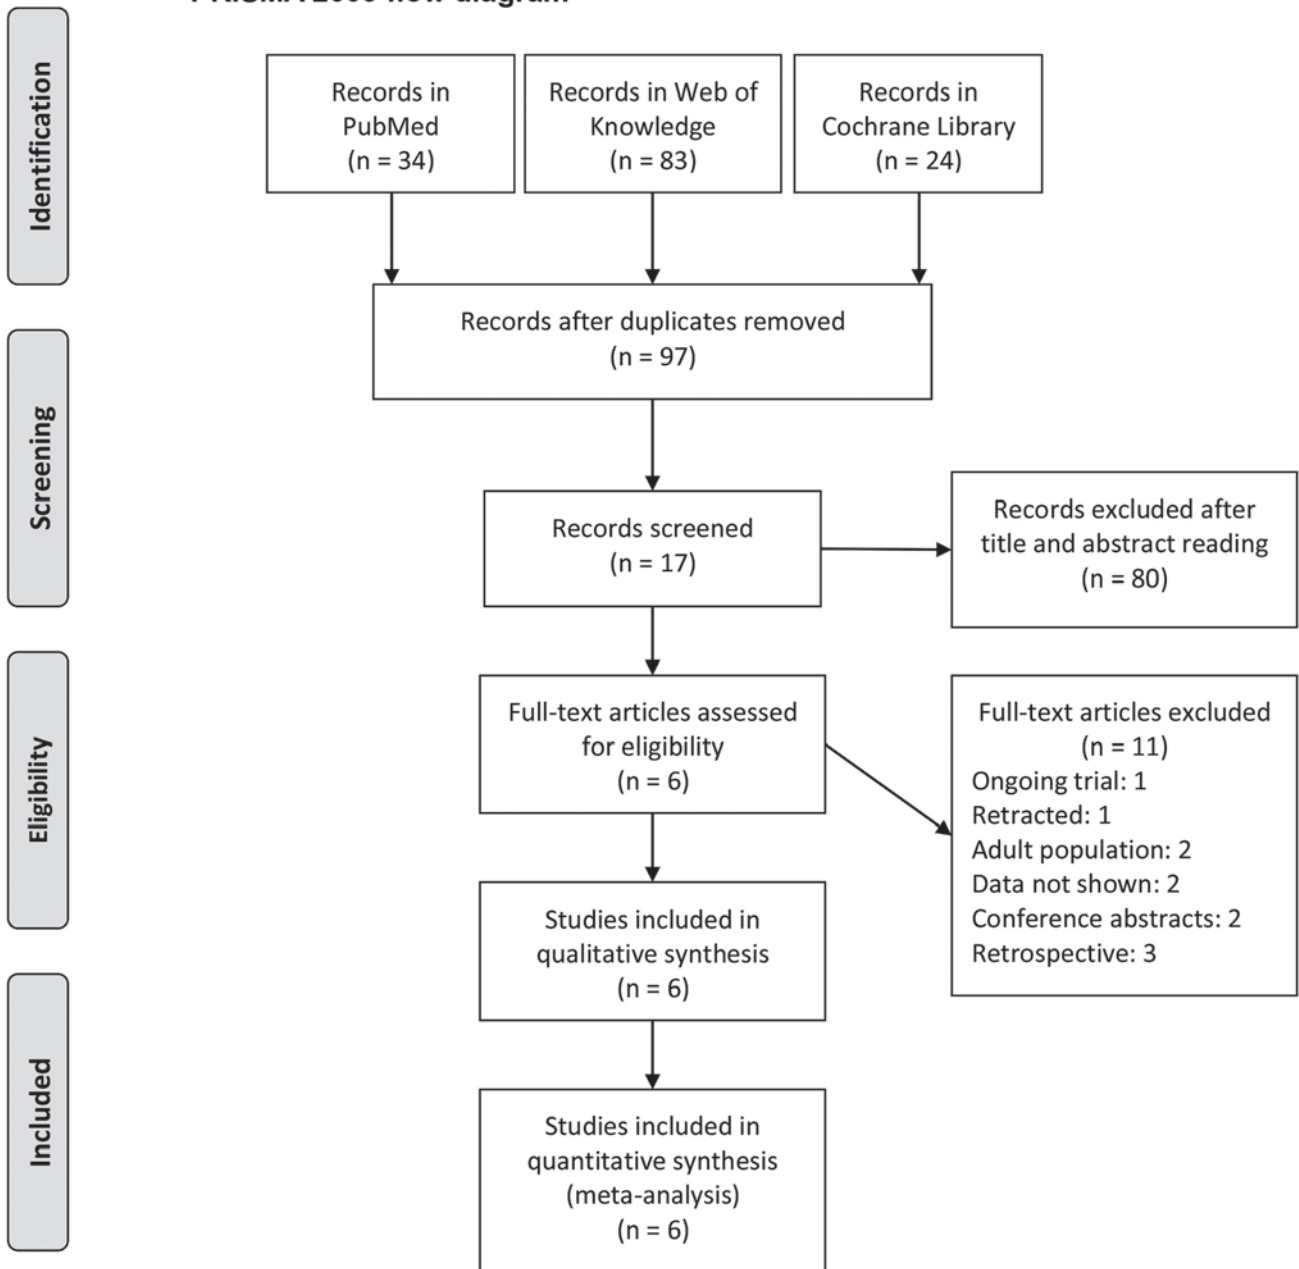 PRISMA 2009 flow diagram
Identification
Records in
PubMed
(n = 34)
Records in Web of
Knowledge
(n = 83)
Records in
Cochrane Library
(n = 24)
Records after duplicates removed
(n = 97)
Screening
Records screened
(n = 17)
Records excluded after
title and abstract reading
(n = 80)
Eligibility
Full-text articles assessed
for eligibility
(n = 6)
Full-text articles excluded
(n = 11)
Ongoing trial: 1
Retracted: 1
Adult population: 2
Data not shown: 2
Conference abstracts: 2
Retrospective: 3
Studies included in
qualitative synthesis
(n = 6)
Included
Studies included in
quantitative synthesis
(meta-analysis)
(n = 6)